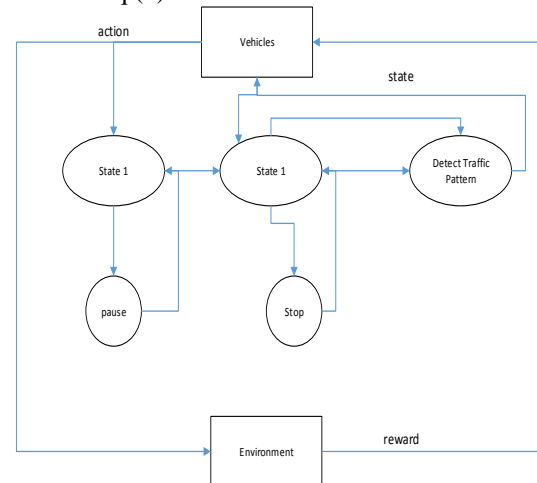 action
Vehicles
state
State 1
State 1
Detect Traffic
Pattern
pause
Stop
Environment
reward